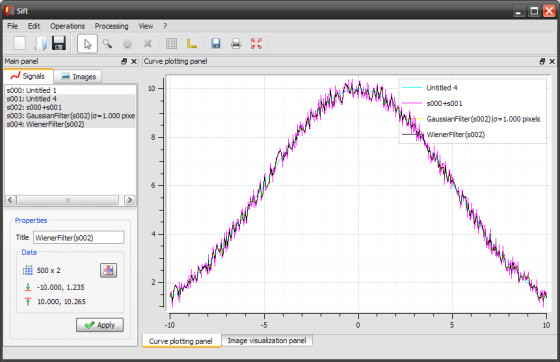 Sift
File Edit Operations Processing View ?
Main panel
Curve plotting panel
Signals Images
s000: Untitled 1
s001: Untitled 4
s002: s000+s001
s003: GaussianFilter(s002)|σ=1.000 pixels
s004: WienerFilter(s002)
Properties
Title WienerFilter(s002)
Data
500 x 2
-10.000, 1.235
10.000, 10.265
Apply
Untitled 4
s000+s001
GaussianFilter(s002)|σ=1.000 pixels
WienerFilter(s002)
10
8
6
4
2
-10 -5 0 5 10
Curve plotting panel Image visualization panel